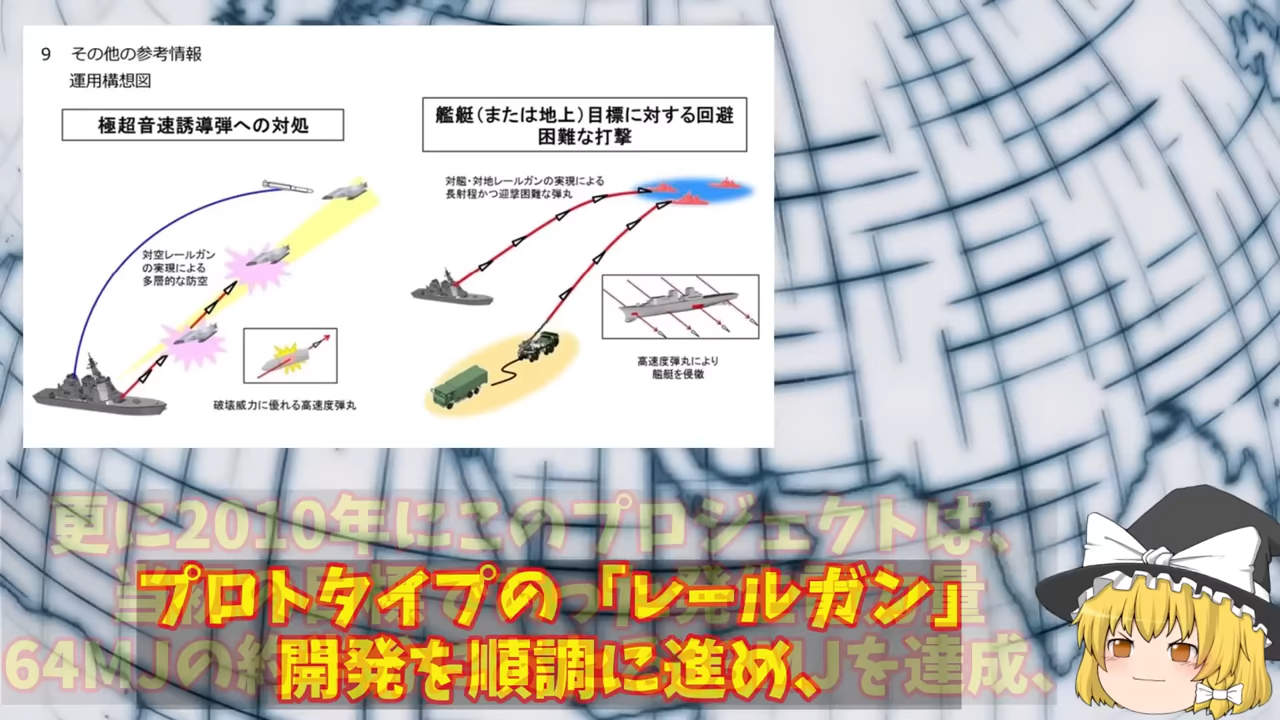 9 その他の参考情報
運用構想図
極超音速誘導弾への対処
対空レールガン
の実現による
多層的な防空
破壊威力に優れる高速度弾丸
艦艇(または地上)目標に対する回避
困難な打撃
対艦・対地レールガンの実現による
長射程かつ迎撃困難な弾丸
高速度弾丸により
艦艇を侵徹
更に2010年にこのプロジェクトは、
プロトタイプの「レールガン」
開発を順調に進め、
64MJの約
Jを達成、